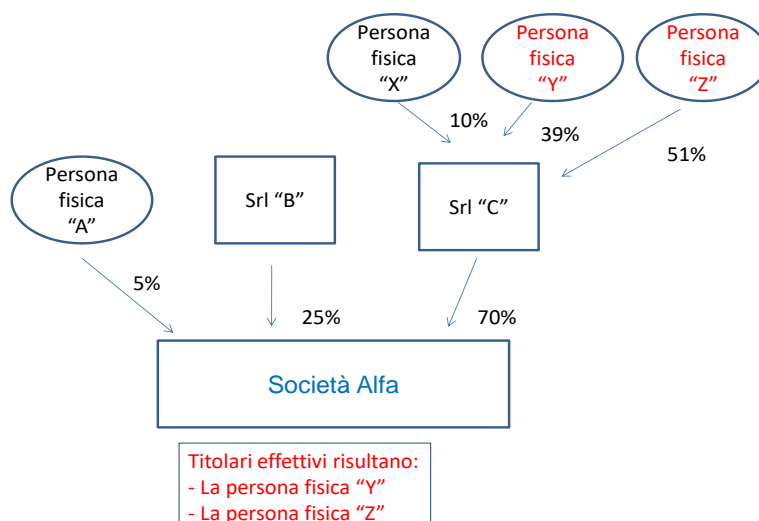 Persona
fisica
“X”
Persona
fisica
“Y”
Persona
fisica
“Z”
10%
39%
51%
Persona
fisica
“A”
Srl “B”
Srl “C”
5%
25%
70%
Società Alfa
Titolari effettivi risultano:
- La persona fisica “Y”
- La persona fisica “Z”